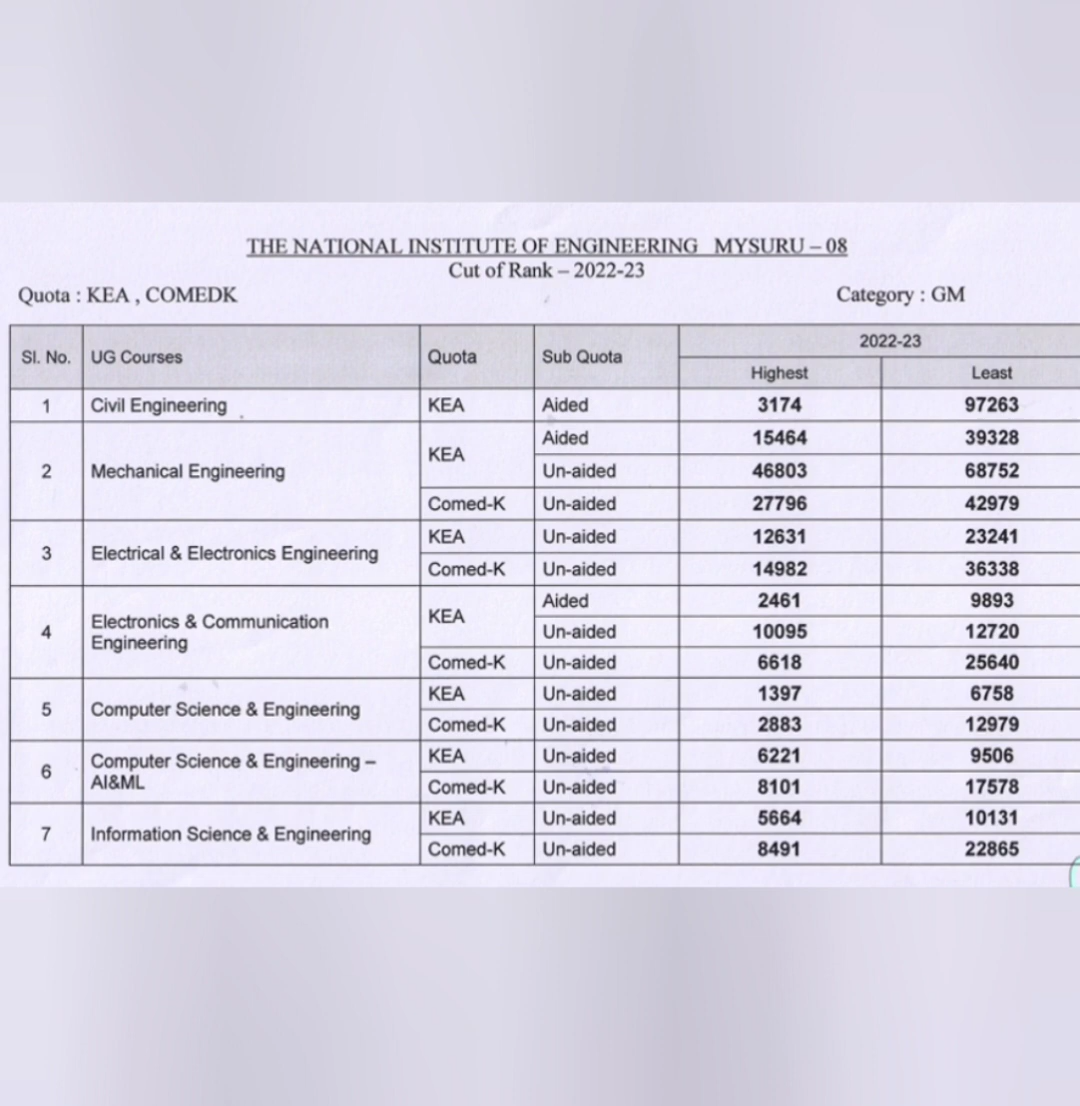 THE NATIONAL INSTITUTE OF ENGINEERING MYSURU – 08
Cut of Rank – 2022-23
Quota : KEA , COMEDK Category : GM
Sl. No. UG Courses Quota Sub Quota 2022-23
Highest Least
1 Civil Engineering KEA Aided 3174 97263
2 Mechanical Engineering KEA Aided 15464 39328
Un-aided 46803 68752
Comed-K Un-aided 27796 42979
3 Electrical & Electronics Engineering KEA Un-aided 12631 23241
Comed-K Un-aided 14982 36338
4 Electronics & Communication
Engineering KEA Aided 2461 9893
Un-aided 10095 12720
Comed-K Un-aided 6618 25640
5 Computer Science & Engineering KEA Un-aided 1397 6758
Comed-K Un-aided 2883 12979
6 Computer Science & Engineering –
AI&ML KEA Un-aided 6221 9506
Comed-K Un-aided 8101 17578
7 Information Science & Engineering KEA Un-aided 5664 10131
Comed-K Un-aided 8491 22865